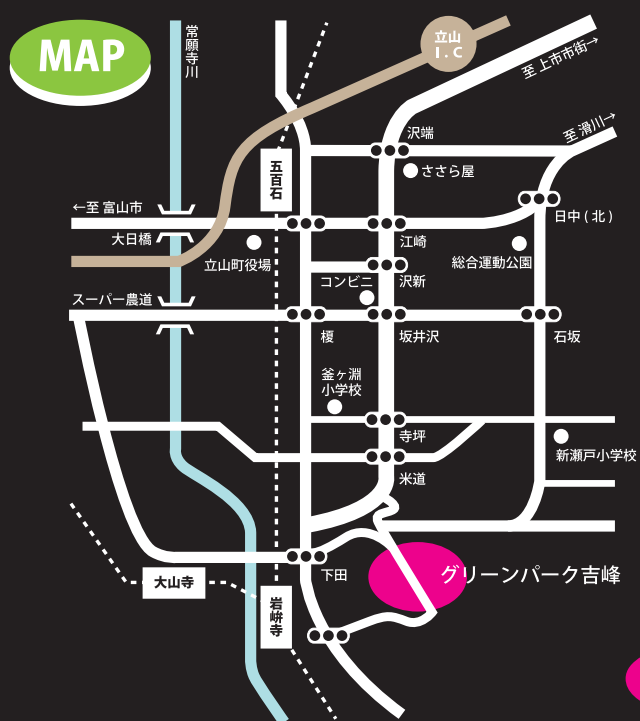 MAP
常願寺川
立山
I.C
至 上市市街→
至 滑川→
沢端
ささら屋
五百石
←至 富山市
日中(北)
大日橋
江崎
立山町役場
総合運動公園
コンビニ
沢新
スーパー農道
榎
坂井沢
石坂
釜ヶ淵
小学校
寺坪
新瀬戸小学校
米道
下田
グリーンパーク吉峰
大山寺
岩峅寺